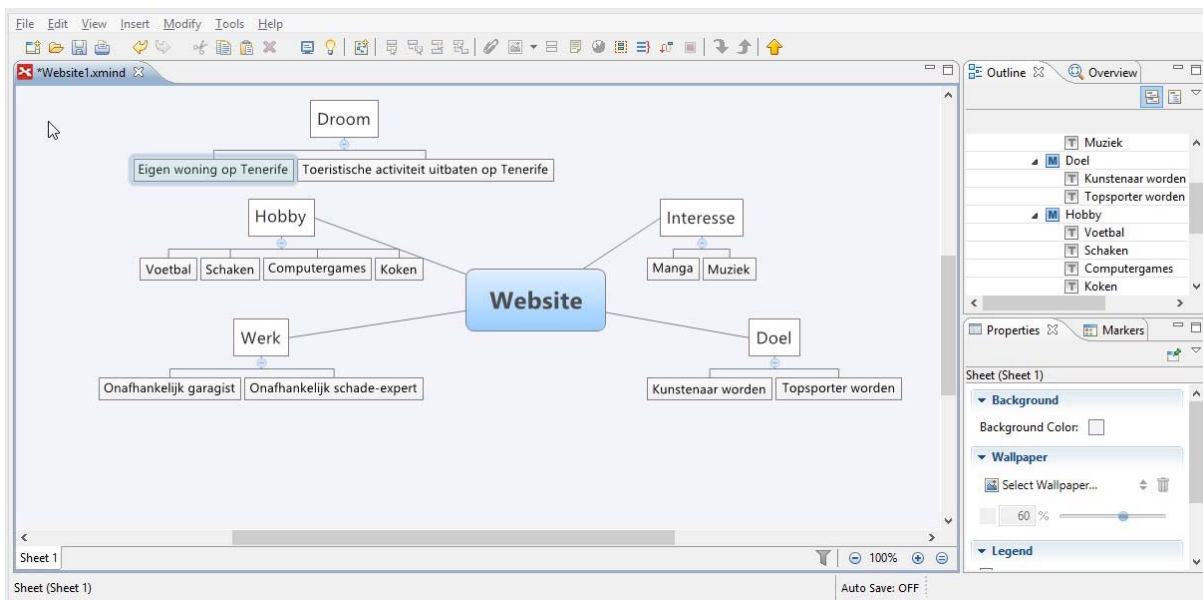 File Edit View Insert Modify Tools Help
*Website1.xmind
Droom
Eigen woning op Tenerife
Toeristische activiteit uitbaten op Tenerife
Hobby
Voetbal
Schaken
Computergames
Koken
Interesse
Manga
Muziek
Website
Werk
Onafhankelijk garagist
Onafhankelijk schade-expert
Doel
Kunstenaar worden
Topsporter worden
Outline
Overview
T Muziek
M Doel
T Kunstenaar worden
T Topsporter worden
M Hobby
T Voetbal
T Schaken
T Computergames
T Koken
Properties
Markers
Sheet (Sheet 1)
Background
Background Color:
Wallpaper
Select Wallpaper...
60 %
Legend
Sheet 1
100%
Sheet (Sheet 1)
Auto Save: OFF